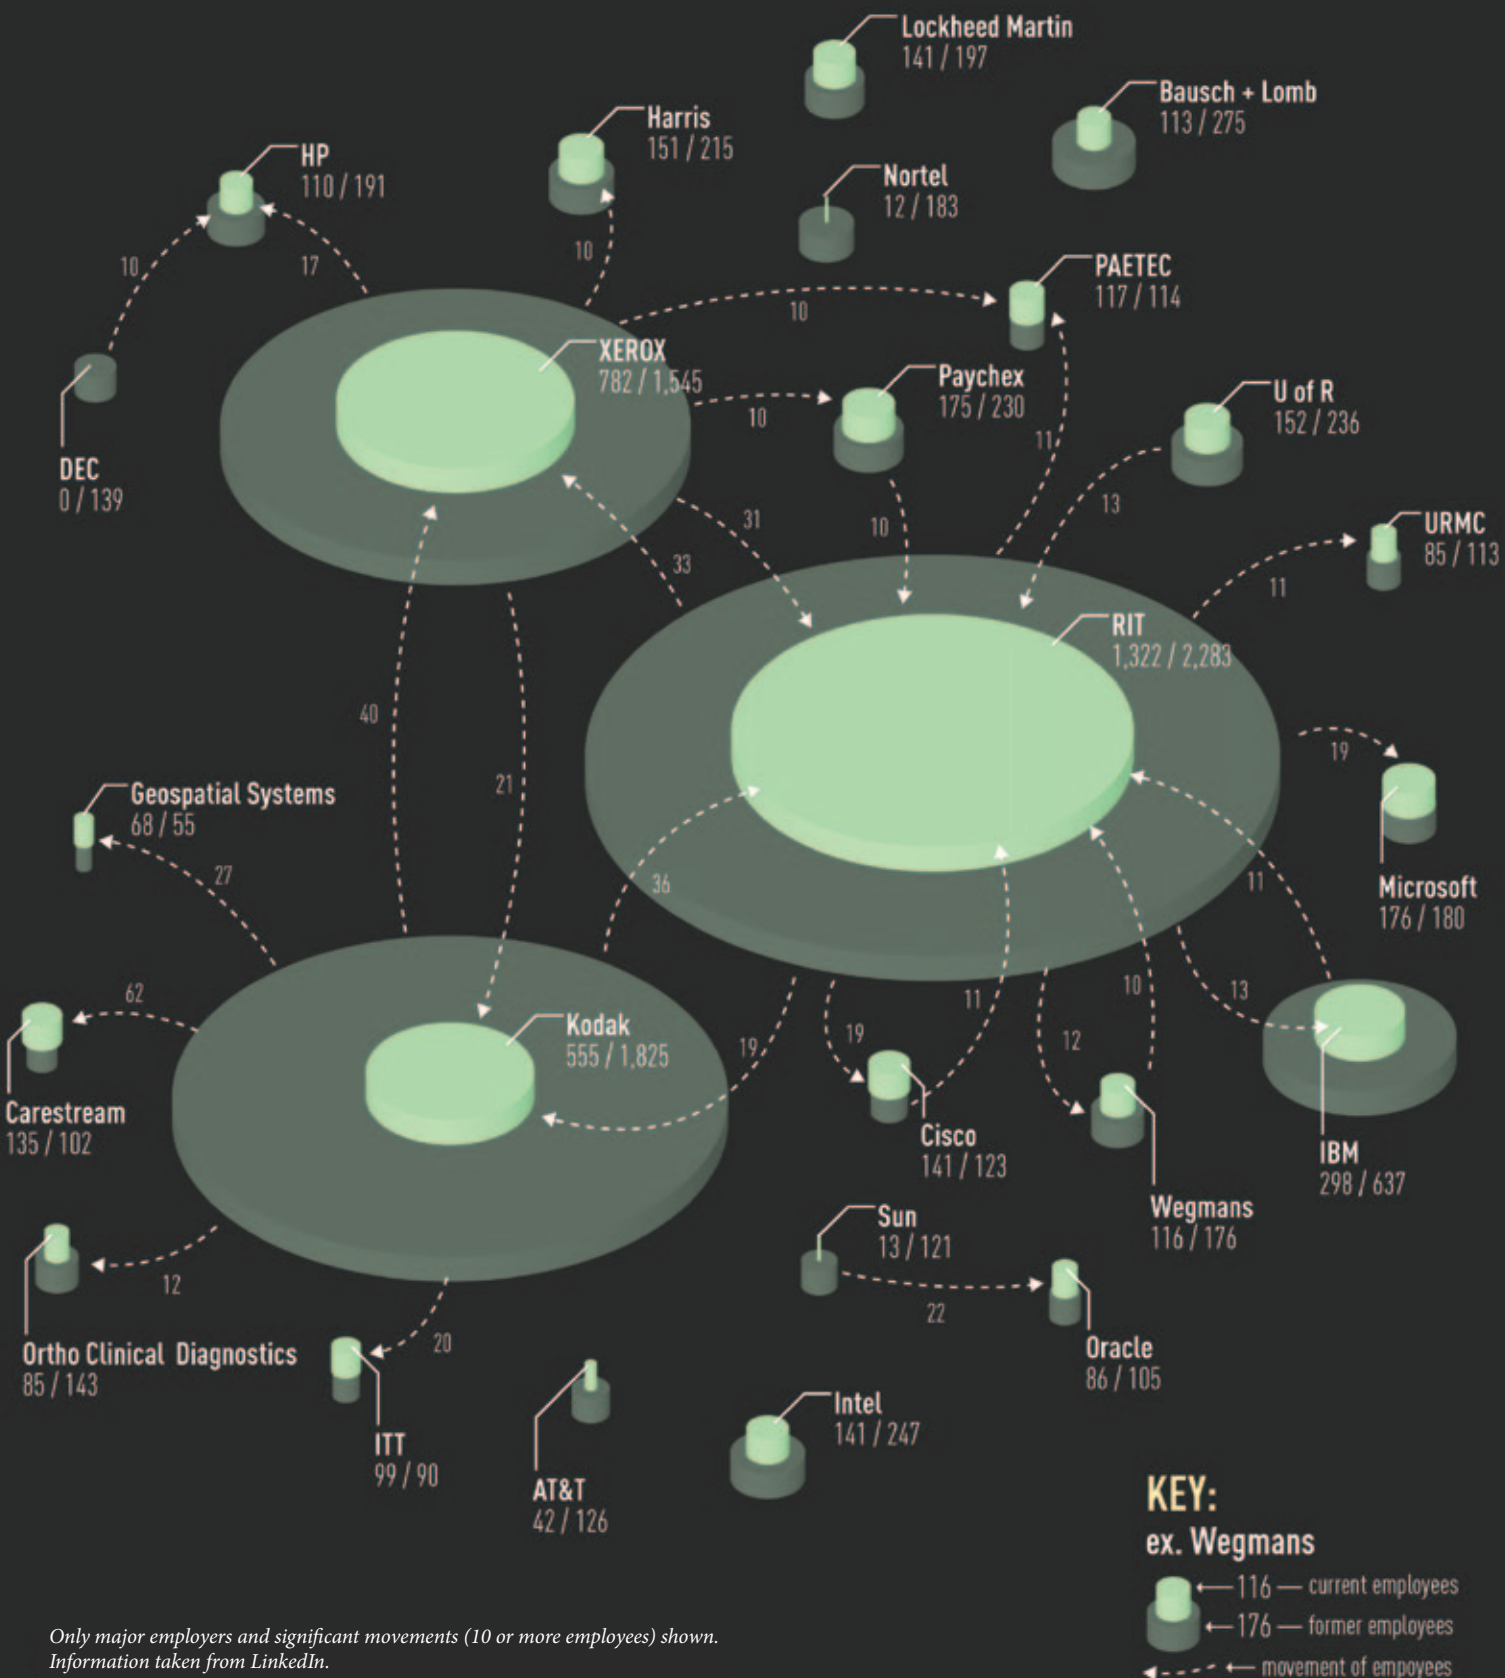 Lockheed Martin
141 / 197
Bausch + Lomb
113 / 275
Harris
151 / 215
HP
110 / 191
Nortel
12 / 183
10
17
10
PAETEC
117 / 114
10
XEROX
782 / 1,545
Paychex
175 / 230
U of R
152 / 236
10
11
DEC
0 / 139
13
31
10
33
URMC
85 / 113
11
RIT
1,322 / 2,283
40
21
19
Geospatial Systems
68 / 55
27
36
11
Microsoft
176 / 180
62
10
11
13
Kodak
555 / 1,825
19
19
12
Carestream
135 / 102
Cisco
141 / 123
IBM
298 / 637
Wegmans
116 / 176
Sun
13 / 121
12
22
20
Ortho Clinical Diagnostics
85 / 143
Oracle
86 / 105
ITT
99 / 90
AT&T
42 / 126
Intel
141 / 247
KEY:
ex. Wegmans
116 — current employees
176 — former employees
movement of empoyees
Only major employers and significant movements (10 or more employees) shown.
Information taken from LinkedIn.